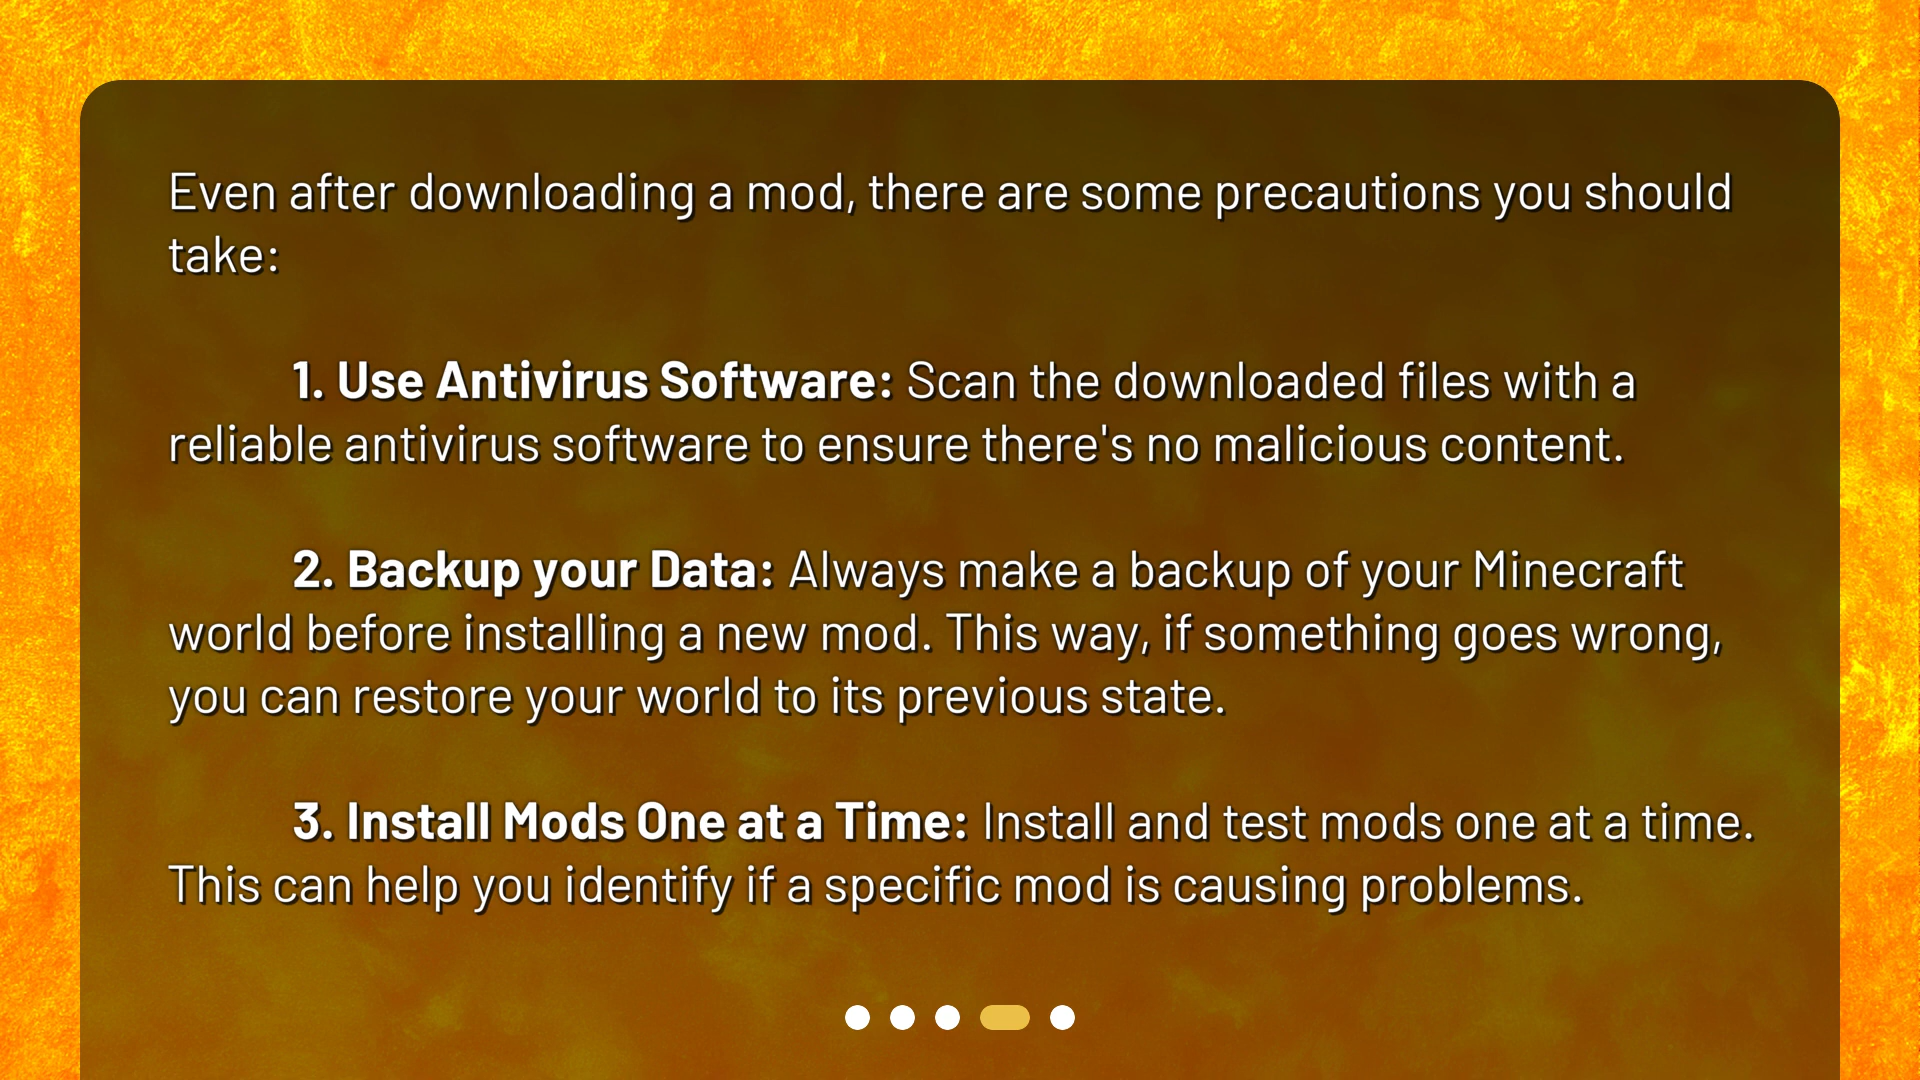 Even after downloading a mod, there are some precautions you should
take:
1. Use Antivirus Software: Scan the downloaded files with a
reliable antivirus software to ensure there's no malicious content.
2. Backup your Data: Always make a backup of your Minecraft
world before installing a new mod. This way, if something goes wrong,
you can restore your world to its previous state.
3. Install Mods One at a Time: Install and test mods one at a time.
This can help you identify if a specific mod is causing problems.